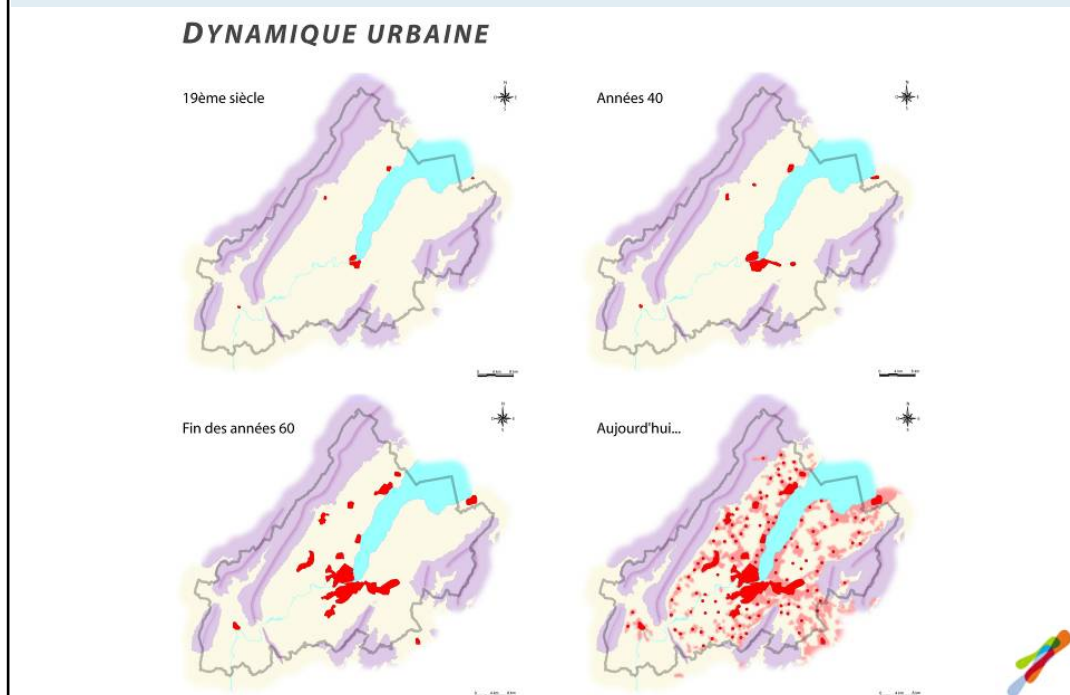 DYNAMIQUE URBAINE
19ème siècle
Années 40
Fin des années 60
Aujourd'hui...